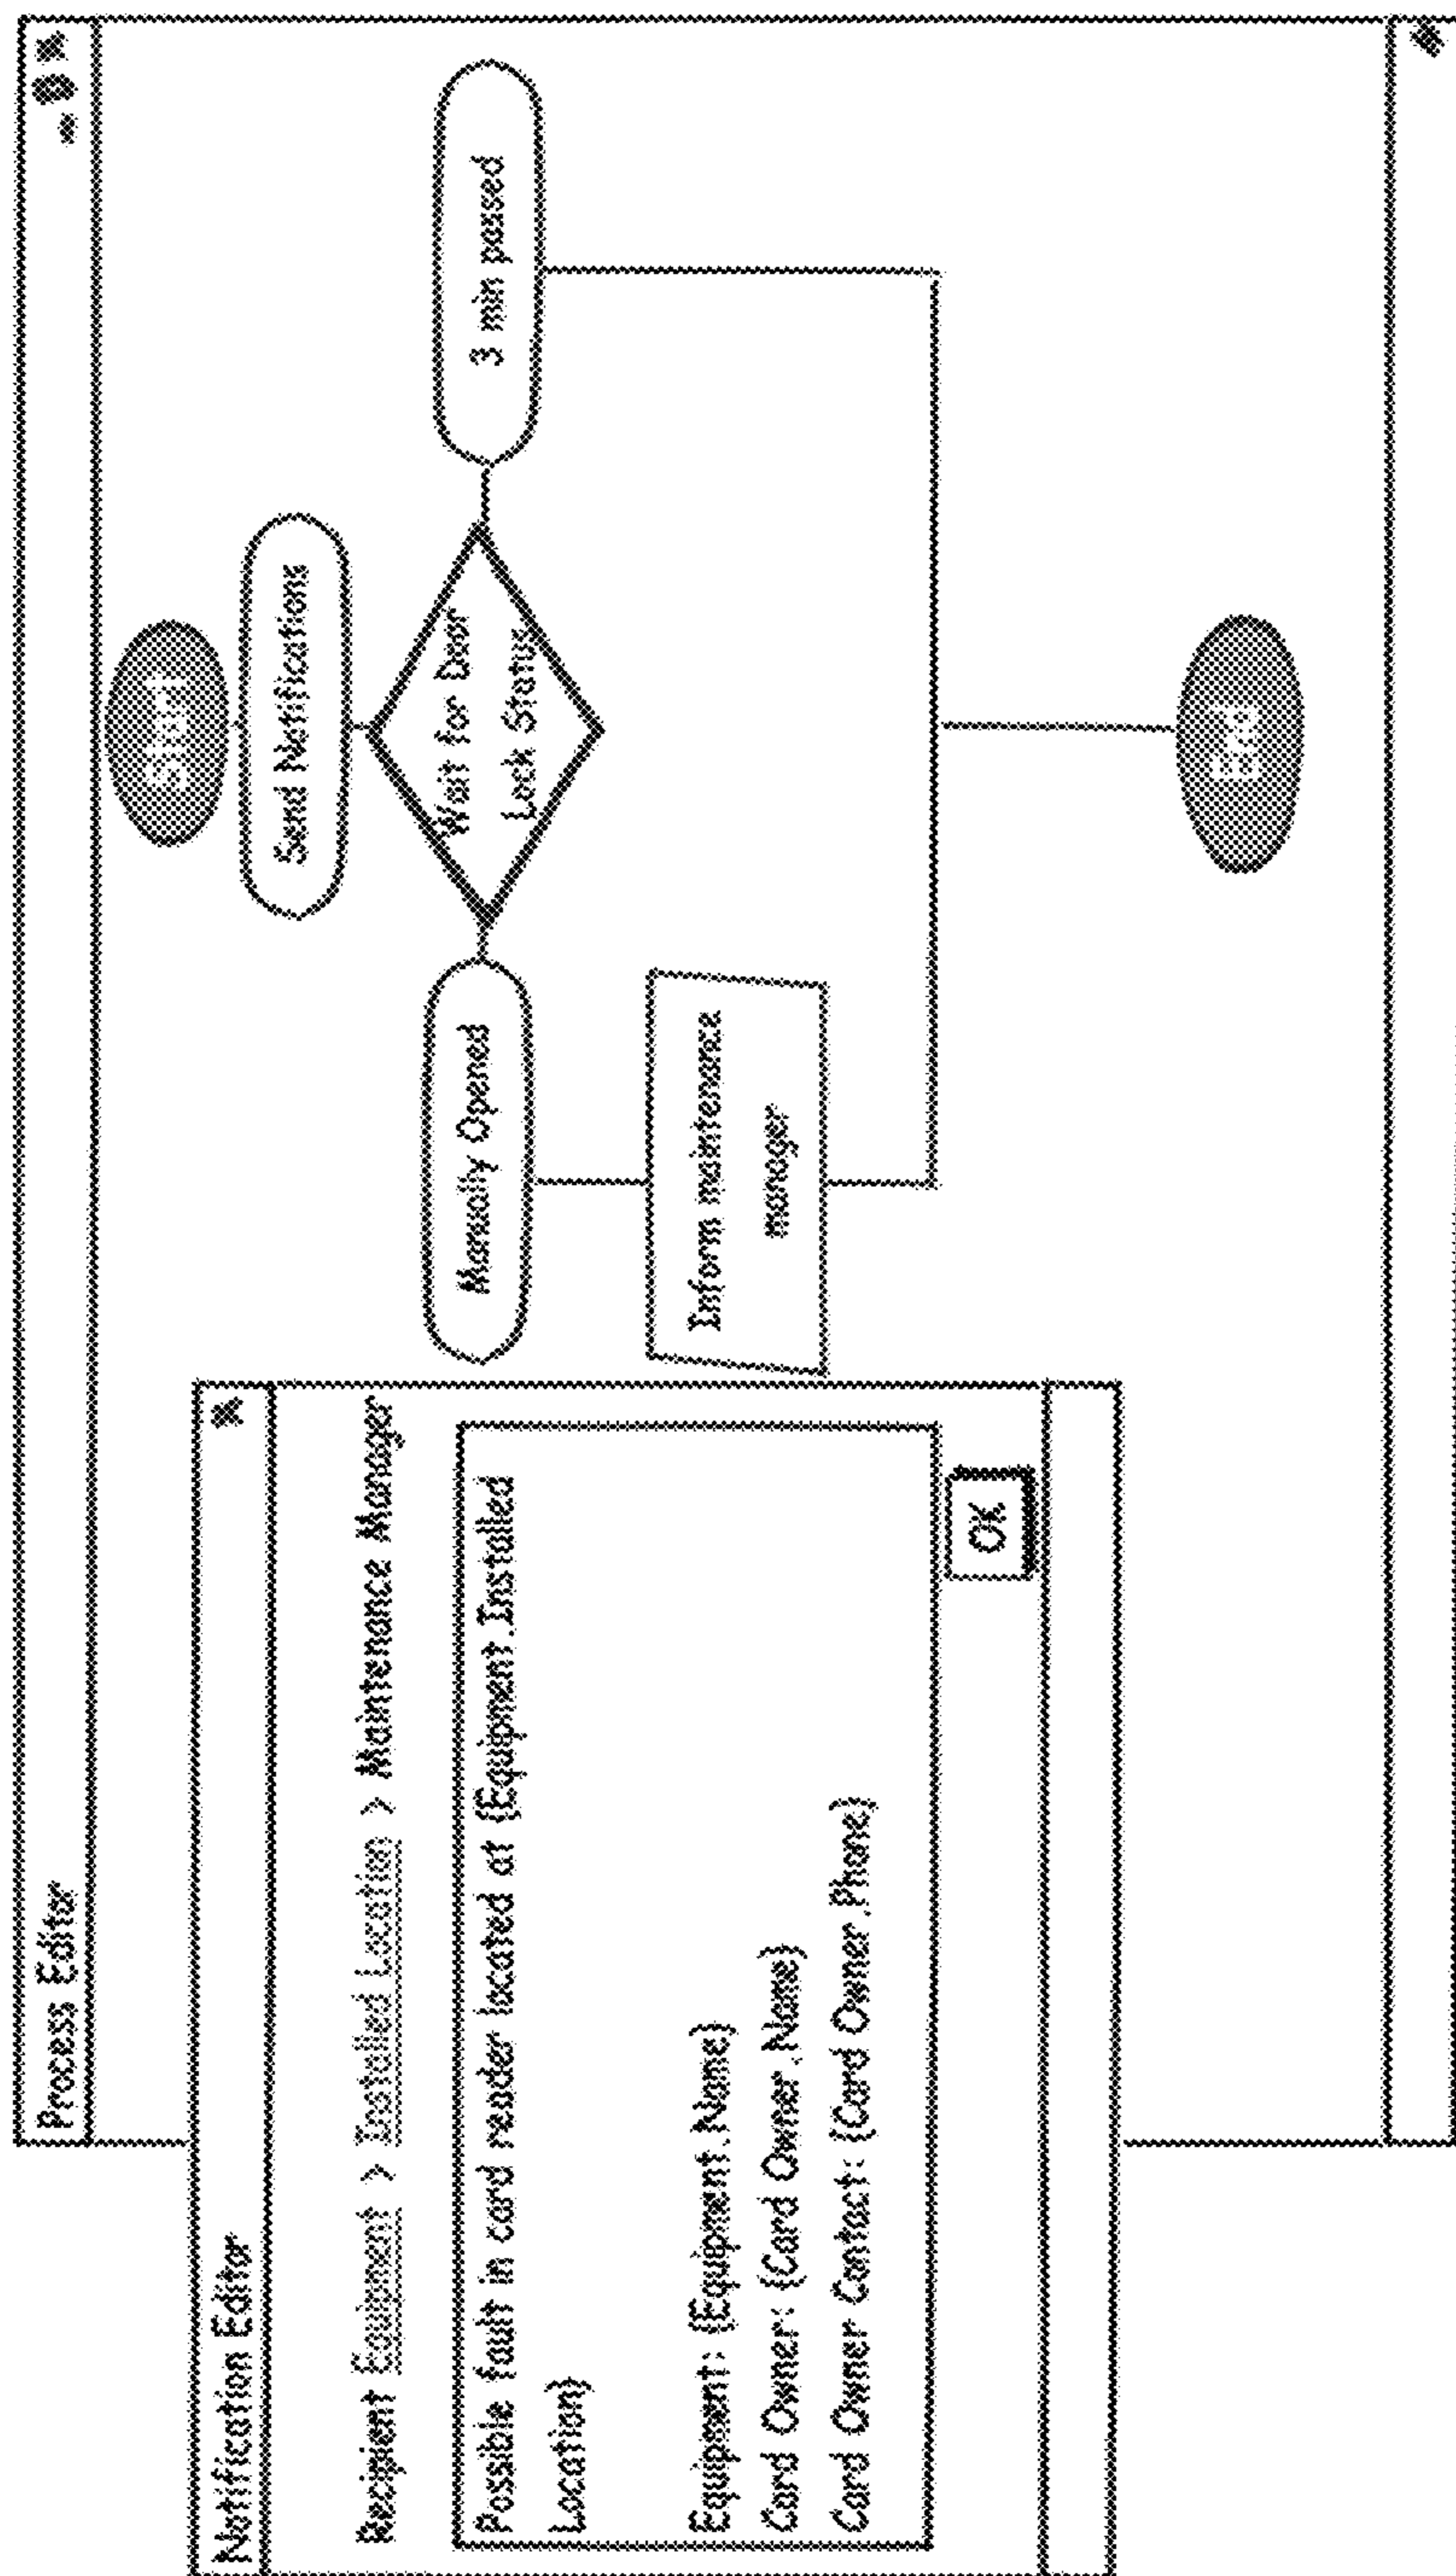 Process Editor
Start
Send Notifications
Wait for Door
Lock Status
Manually Opened
3 min passed
Inform maintenance
manager
End
Notification Editor
Recipient Equipment > Installed Location > Maintenance Manager
Possible fault in card reader located at {Equipment.Installed
Location}
Equipment: {Equipment.Name}
Card Owner: {Card Owner.Name}
Card Owner Contact: {Card Owner.Phone}
OK